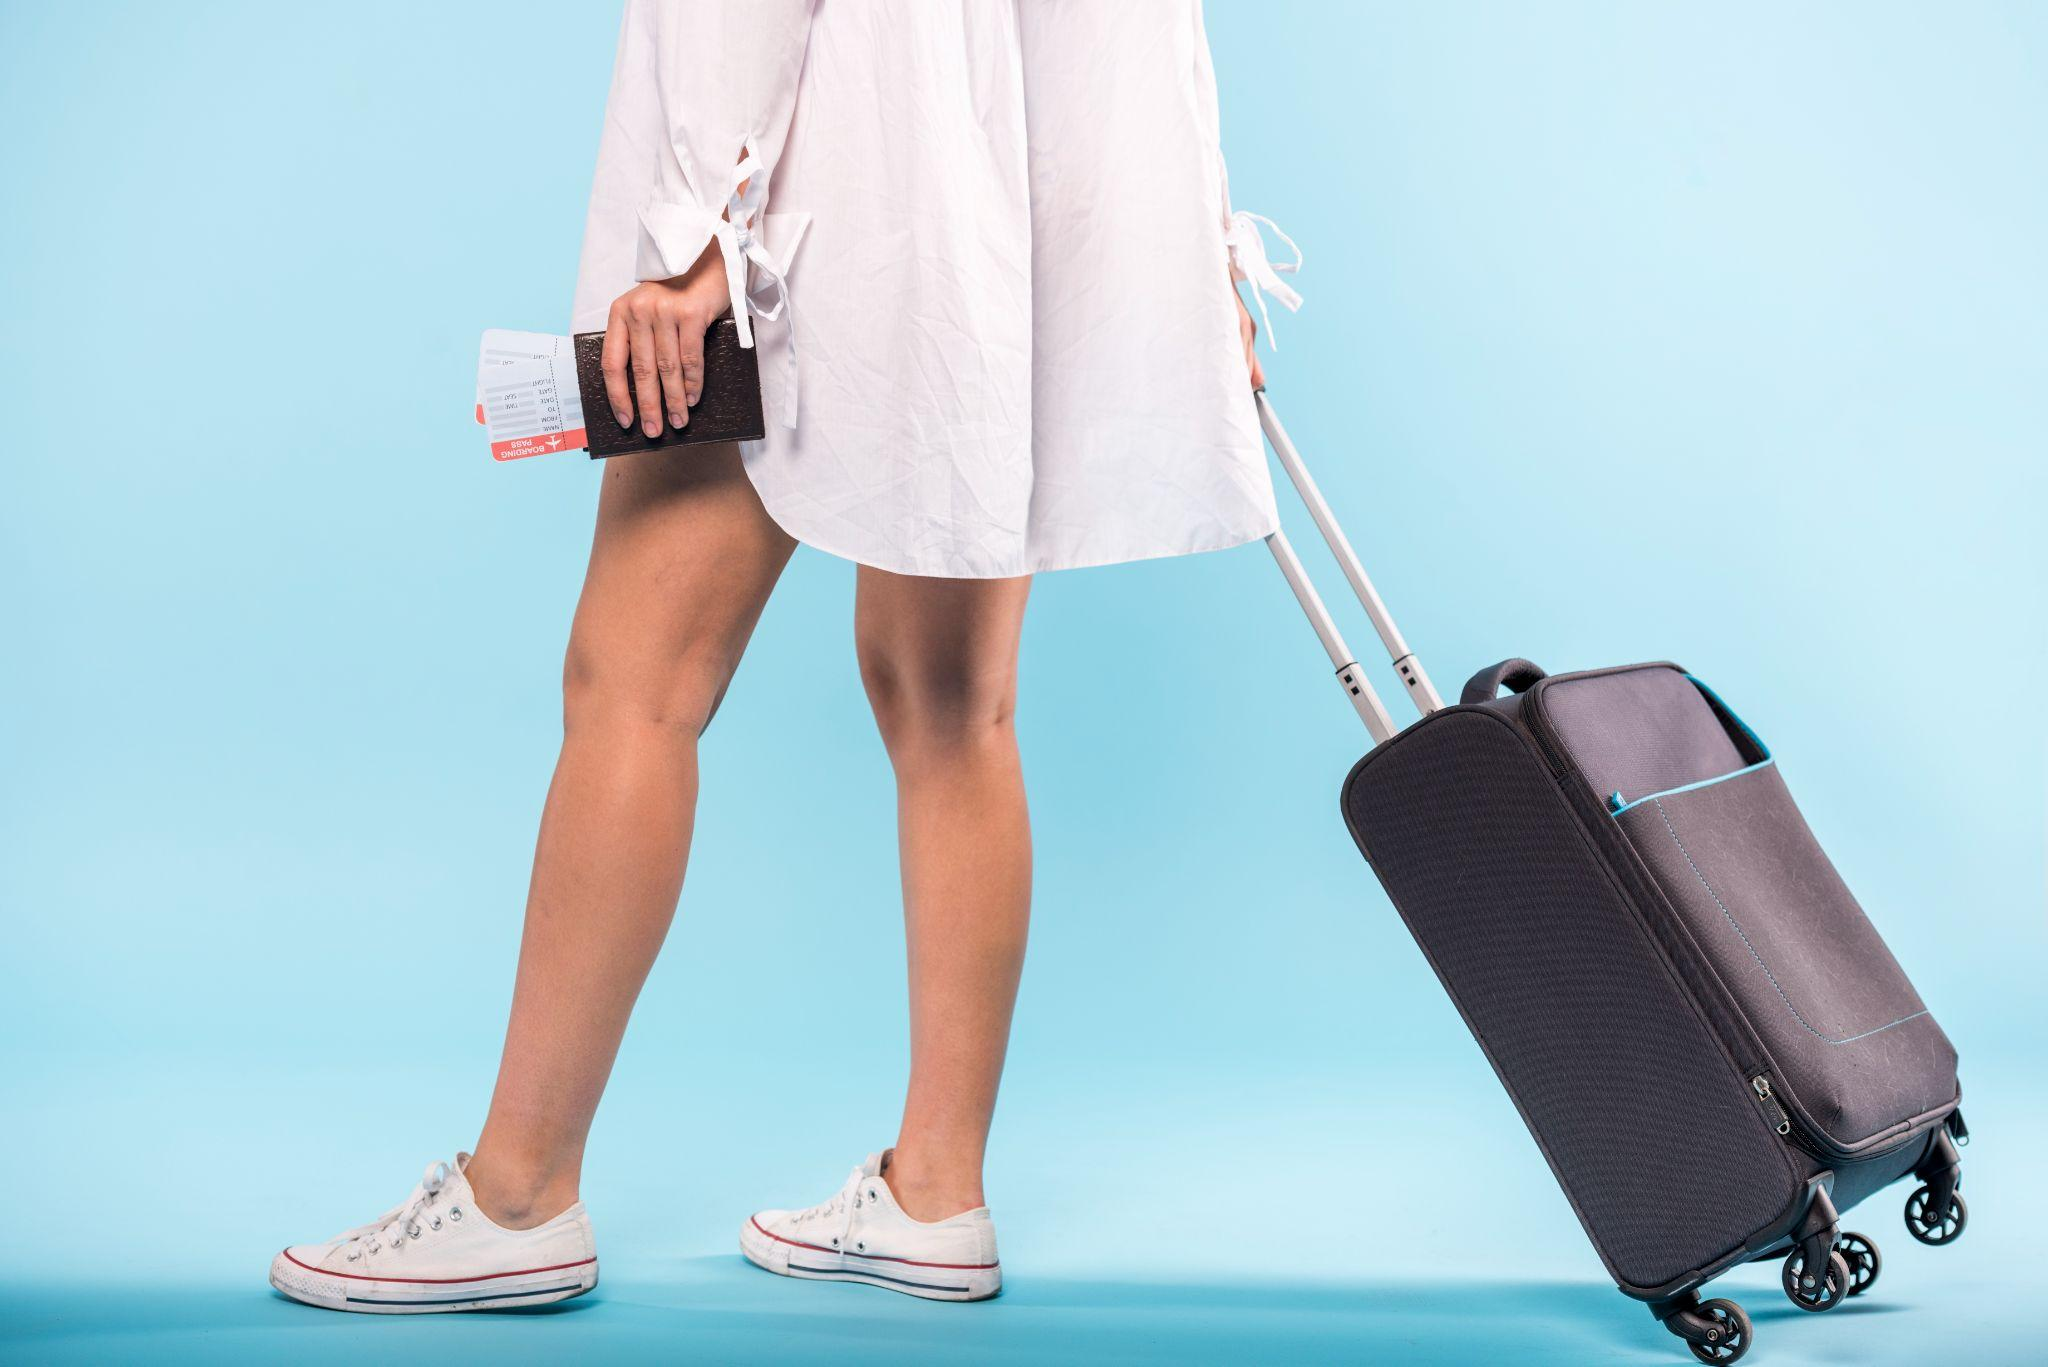 BOARDING
PASS
NAME
FROM
TO
DATE
GATE
FLIGHT
TIME
SEAT